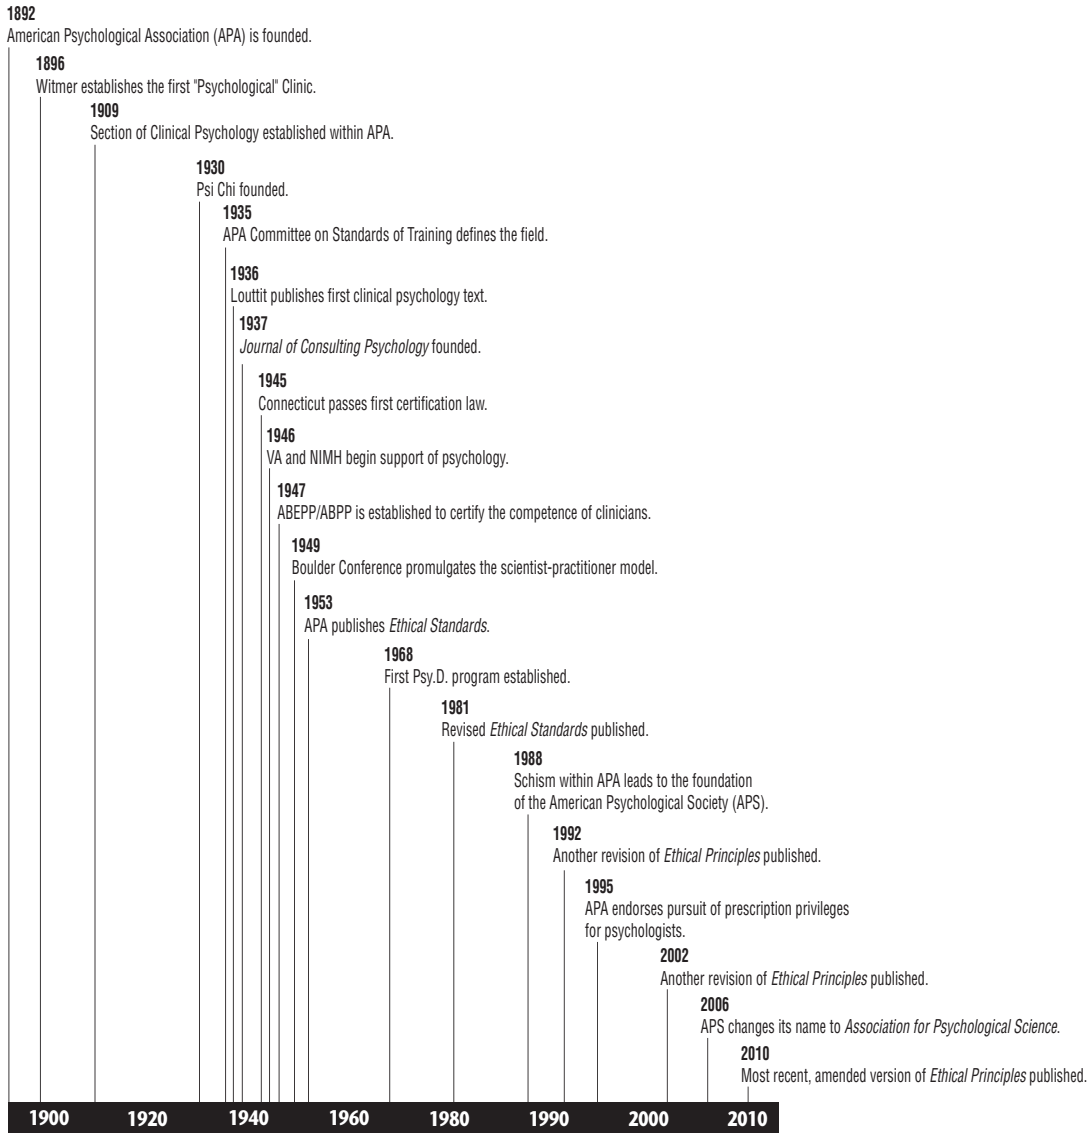 1892
American Psychological Association (APA) is founded.
1896
Witmer establishes the first "Psychological" Clinic.
1909
Section of Clinical Psychology established within APA.
1930
Psi Chi founded.
1935
APA Committee on Standards of Training defines the field.
1936
Louttit publishes first clinical psychology text.
1937
Journal of Consulting Psychology founded.
1945
Connecticut passes first certification law.
1946
VA and NIMH begin support of psychology.
1947
ABEPP/ABPP is established to certify the competence of clinicians.
1949
Boulder Conference promulgates the scientist-practitioner model.
1953
APA publishes Ethical Standards.
1968
First Psy.D. program established.
1981
Revised Ethical Standards published.
1988
Schism within APA leads to the foundation
of the American Psychological Society (APS).
1992
Another revision of Ethical Principles published.
1995
APA endorses pursuit of prescription privileges
for psychologists.
2002
Another revision of Ethical Principles published.
2006
APS changes its name to Association for Psychological Science.
2010
Most recent, amended version of Ethical Principles published.
1900 1920 1940 1960 1980 1990 2000 2010